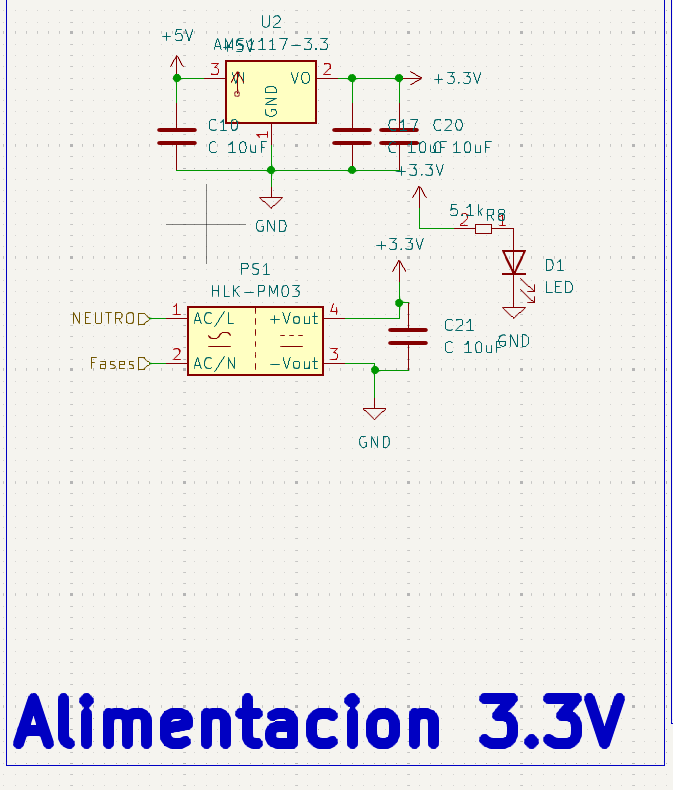 U2
+5V
AMS1117-3.3
+5V
3
VI
VO
2
+3.3V
GND
1
C10
C 10uF
C17
C 10uF
C20
C 10uF
GND
+3.3V
5.1k
R8
2
1
+3.3V
D1
LED
GND
PS1
HLK-PM03
NEUTRO
1
AC/L
+Vout
4
Fases
2
AC/N
-Vout
3
C21
C 10uF
GND
Alimentacion 3.3V